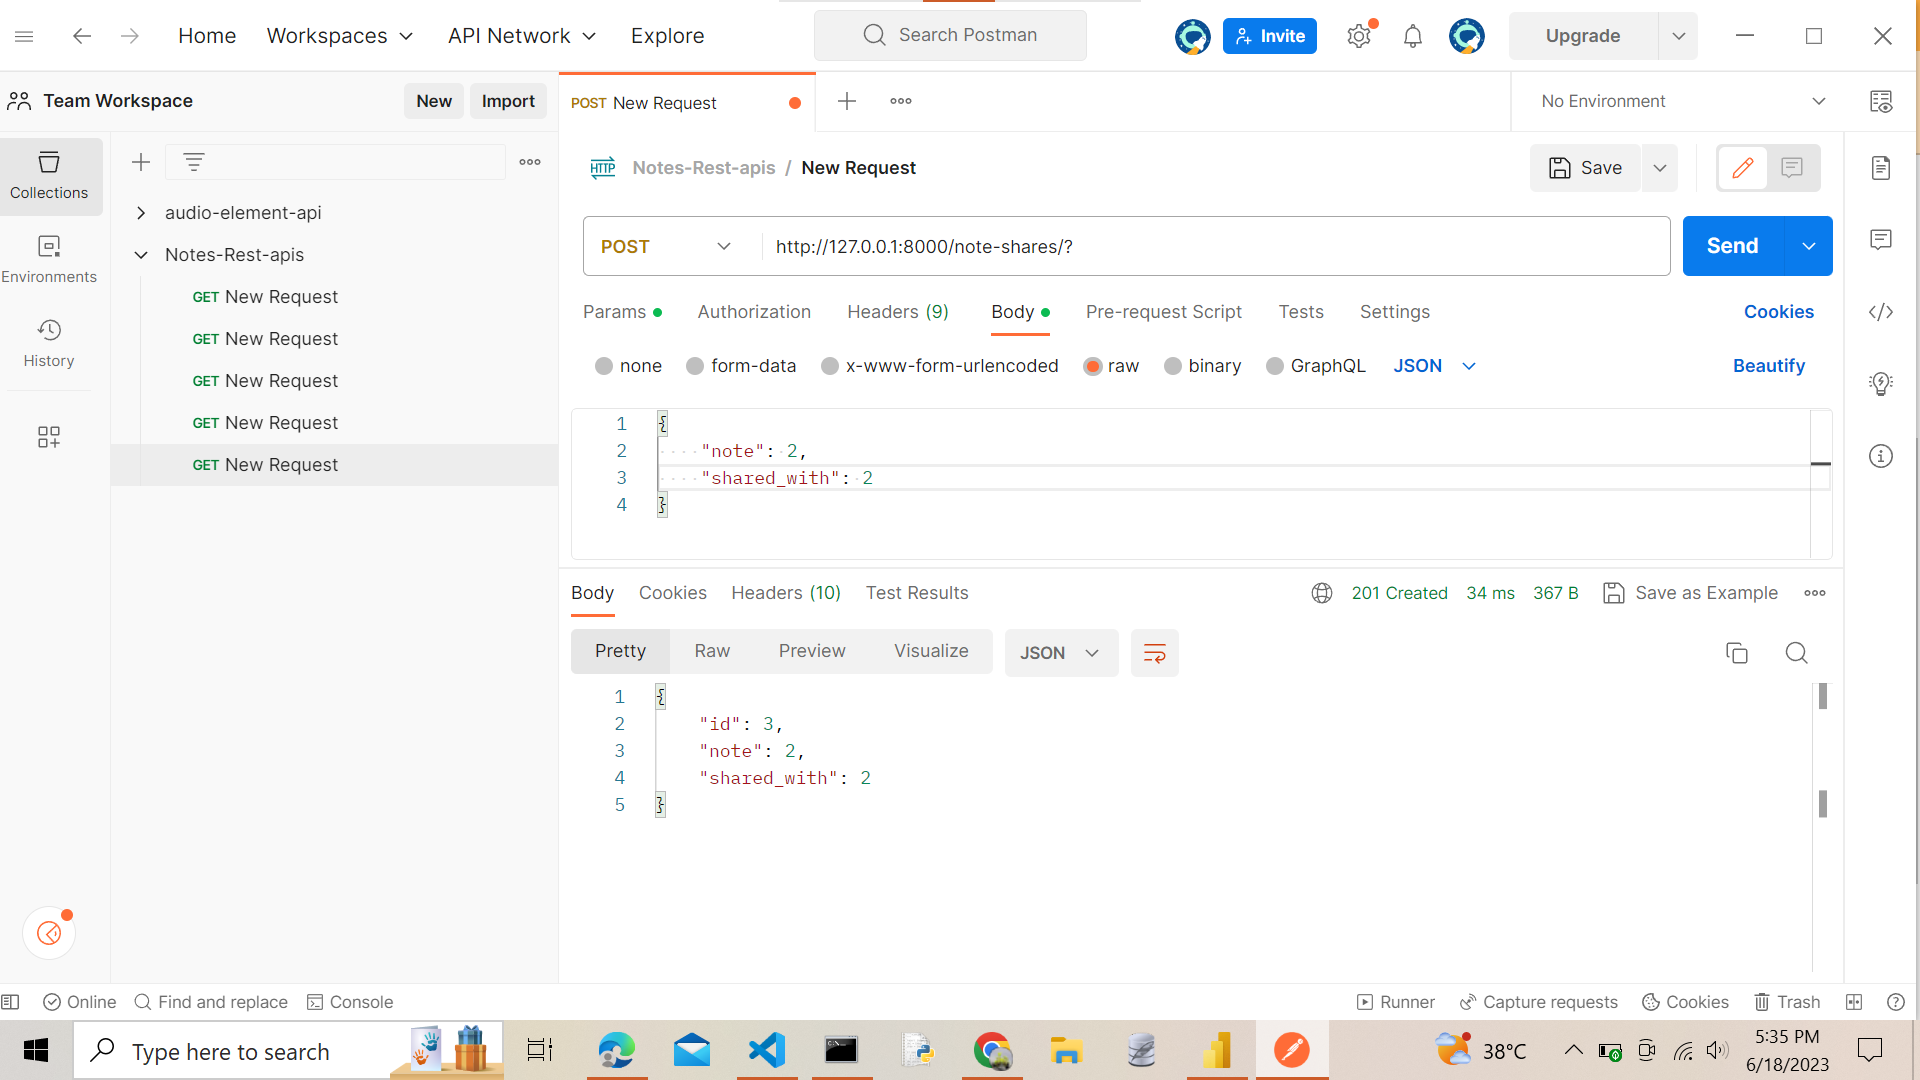 Home
Workspaces
API Network
Explore
Search Postman
Invite
Upgrade
Team Workspace
New
Import
POST New Request
No Environment
Collections
Environments
History
audio-element-api
Notes-Rest-apis
GET New Request
GET New Request
GET New Request
GET New Request
GET New Request
HTTP
Notes-Rest-apis / New Request
Save
POST
http://127.0.0.1:8000/note-shares/?
Send
Params
Authorization
Headers (9)
Body
Pre-request Script
Tests
Settings
Cookies
none
form-data
x-www-form-urlencoded
raw
binary
GraphQL
JSON
Beautify
1 {
2 "note": 2,
3 "shared_with": 2
4 }
Body
Cookies
Headers (10)
Test Results
201 Created
34 ms
367 B
Save as Example
Pretty
Raw
Preview
Visualize
JSON
1 {
2 "id": 3,
3 "note": 2,
4 "shared_with": 2
5 }
Online
Find and replace
Console
Runner
Capture requests
Cookies
Trash
Type here to search
38°C
5:35 PM
6/18/2023